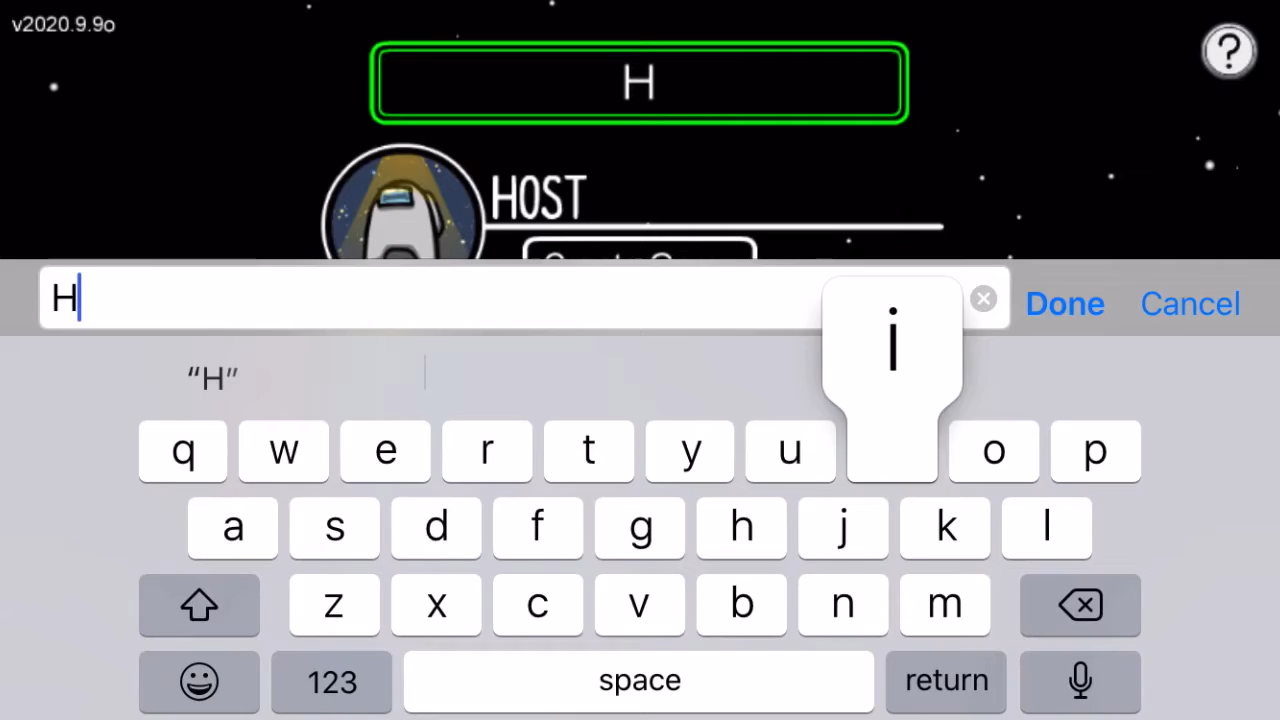 v2020.9.9o
?
H
HOST
H
Done
Cancel
i
“H”
q w e r t y u o p
a s d f g h j k l
z x c v b n m
123
space
return